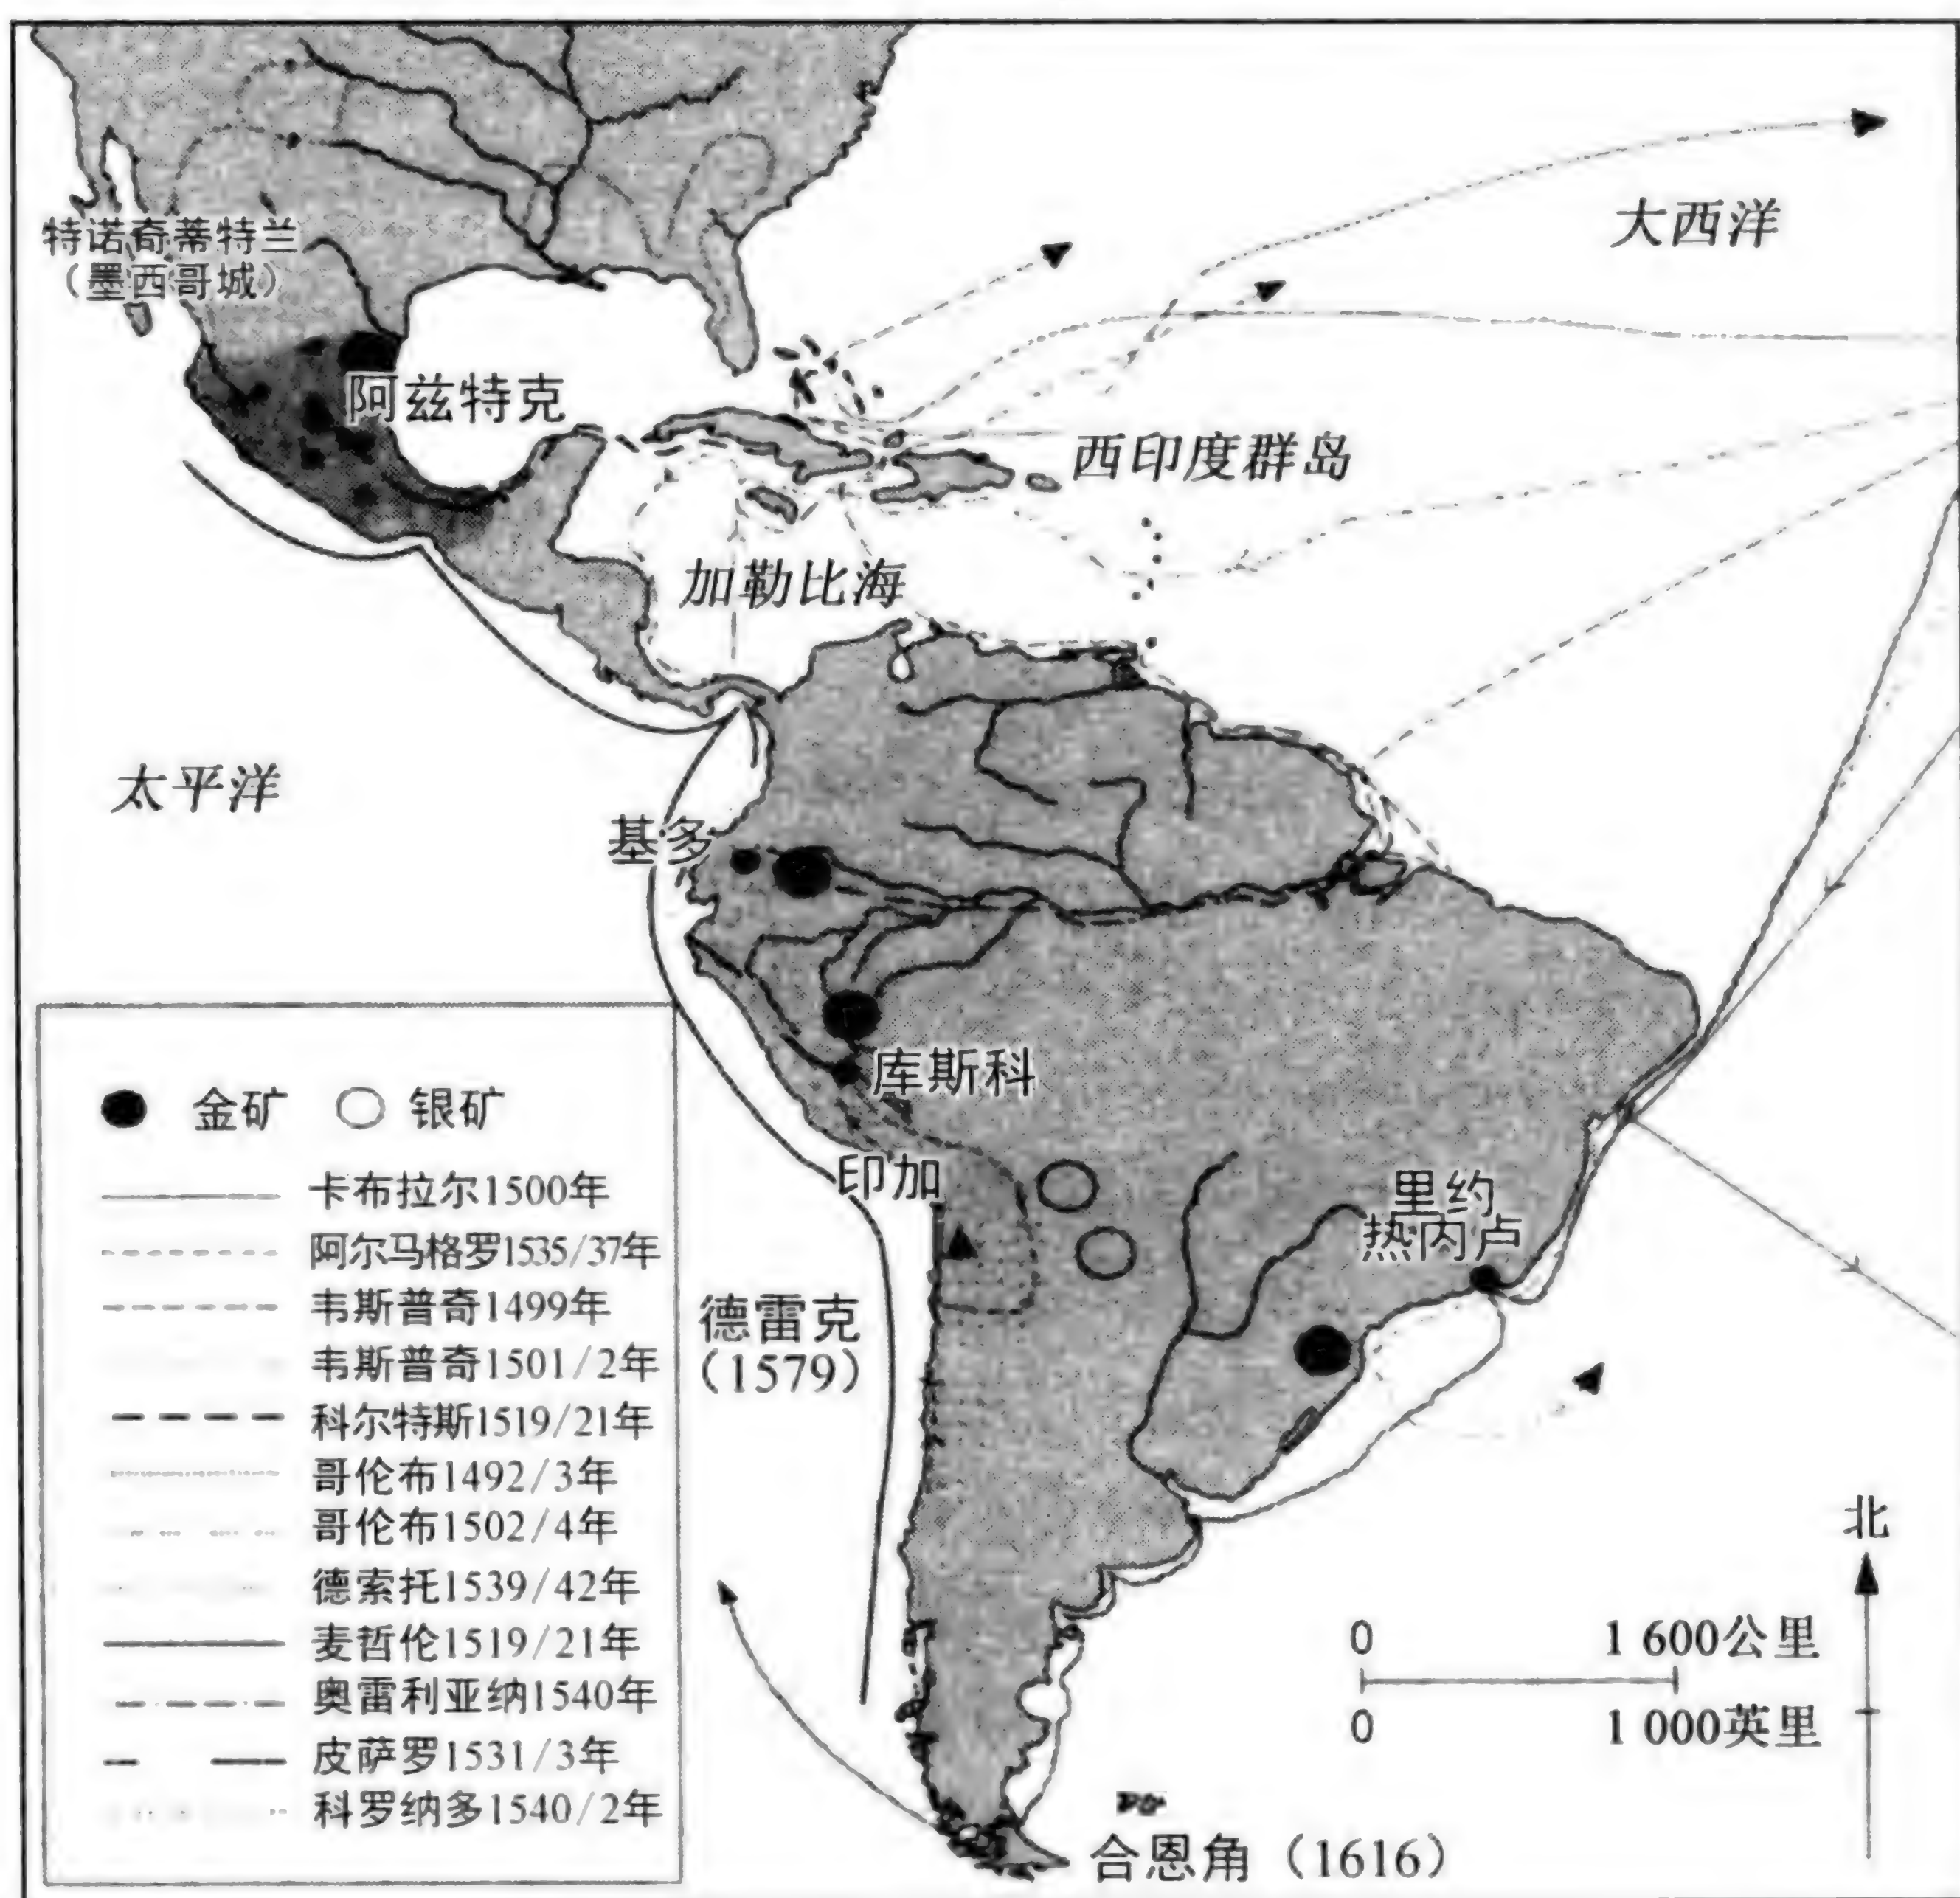 大西洋
特诺奇蒂特兰
（墨西哥城）
阿兹特克
西印度群岛
加勒比海
太平洋
基多
库斯科
印加
里约
热内卢
德雷克
（1579）
金矿 银矿
卡布拉尔1500年
阿尔马格罗1535/37年
韦斯普奇1499年
韦斯普奇1501/2年
科尔特斯1519/21年
哥伦布1492/3年
哥伦布1502/4年
德索托1539/42年
麦哲伦1519/21年
奥雷利亚纳1540年
皮萨罗1531/3年
科罗纳多1540/2年
北
0 1 600公里
0 1 000英里
合恩角（1616）